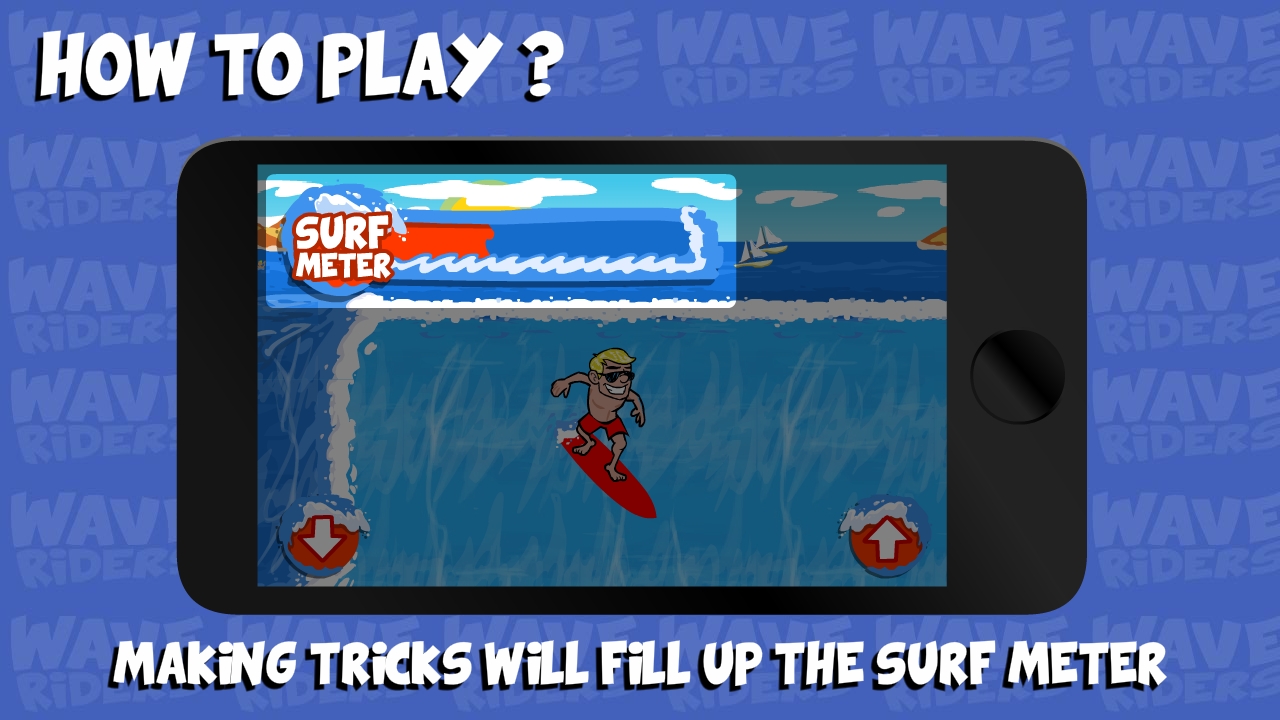 HOW TO PLAY ?
SURF
METER
MAKiNG TRiCKS WiLL FiLL UP THE SURF METER
WAVE
RiDERS